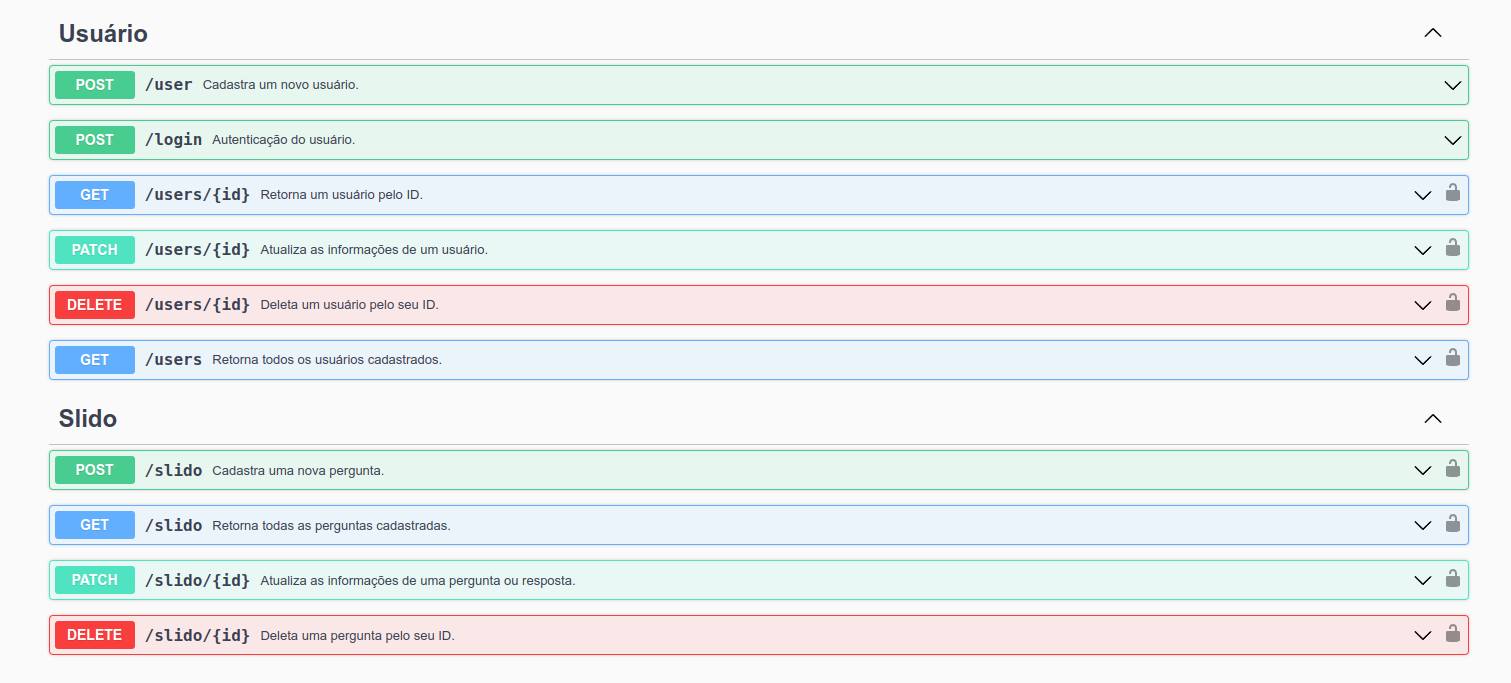 Usuário
POST /user Cadastra um novo usuário.
POST /login Autenticação do usuário.
GET /users/{id} Retorna um usuário pelo ID.
PATCH /users/{id} Atualiza as informações de um usuário.
DELETE /users/{id} Deleta um usuário pelo seu ID.
GET /users Retorna todos os usuários cadastrados.
Slido
POST /slido Cadastra uma nova pergunta.
GET /slido Retorna todas as perguntas cadastradas.
PATCH /slido/{id} Atualiza as informações de uma pergunta ou resposta.
DELETE /slido/{id} Deleta uma pergunta pelo seu ID.